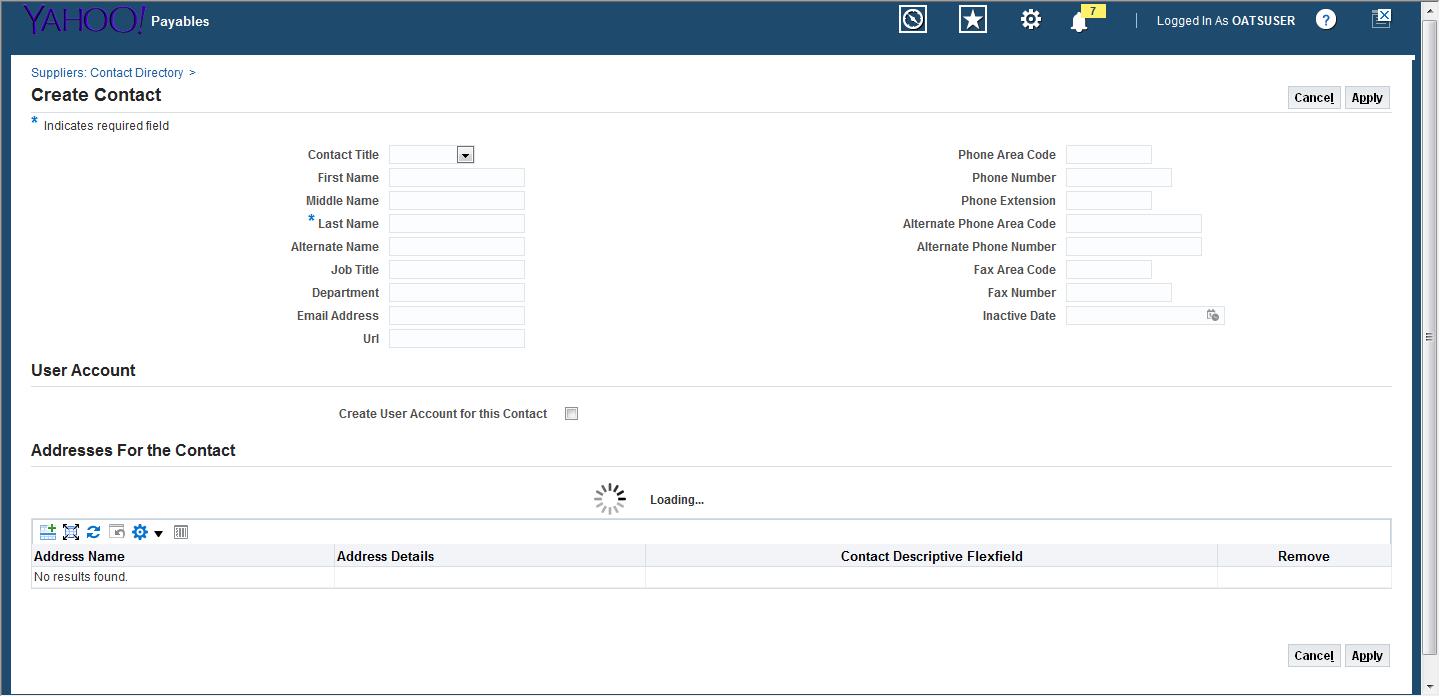 YAHOO! Payables
7
Logged In As OATSUSER
?
Suppliers: Contact Directory >
Create Contact
Cancel Apply
* Indicates required field
Contact Title
First Name
Middle Name
* Last Name
Alternate Name
Job Title
Department
Email Address
Url
Phone Area Code
Phone Number
Phone Extension
Alternate Phone Area Code
Alternate Phone Number
Fax Area Code
Fax Number
Inactive Date
User Account
Create User Account for this Contact
Addresses For the Contact
Loading...
Address Name Address Details Contact Descriptive Flexfield Remove
No results found.
Cancel Apply